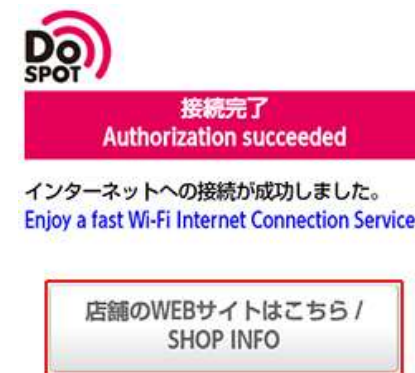 Do
SPOT
接続完了
Authorization succeeded
インターネットへの接続が成功しました。
Enjoy a fast Wi-Fi Internet Connection Service
店舗のWEBサイトはこちら /
SHOP INFO